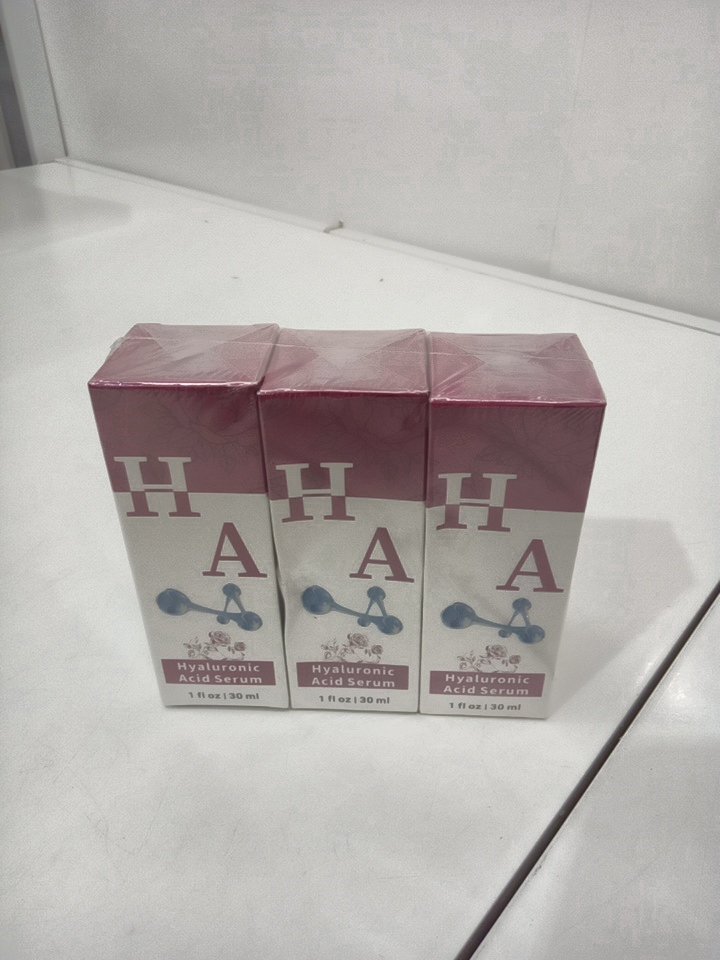 H
A
Hyaluronic
Acid Serum
1 fl oz | 30 ml
H
A
Hyaluronic
Acid Serum
1 fl oz | 30 ml
H
A
Hyaluronic
Acid Serum
1 fl oz | 30 ml